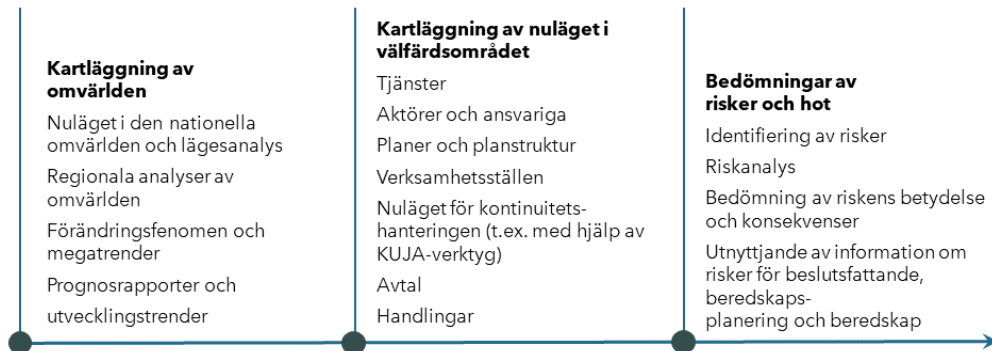 Kartläggning av
omvärlden
Nuläget i den nationella
omvärlden och lägesanalys
Regionala analyser av
omvärlden
Förändringsfenomen och
megatrender
Prognosrapporter och
utvecklingstrender
Kartläggning av nuläget i
välfärdsområdet
Tjänster
Aktörer och ansvariga
Planer och planstruktur
Verksamhetsställen
Nuläget för kontinuitets-
hanteringen (t.ex. med hjälp av
KUJA-verktyg)
Avtal
Handlingar
Bedömningar av
risker och hot
Identifiering av risker
Riskanalys
Bedömning av riskens betydelse
och konsekvenser
Utnyttjande av information om
risker för beslutsfattande,
beredskaps-
planering och beredskap